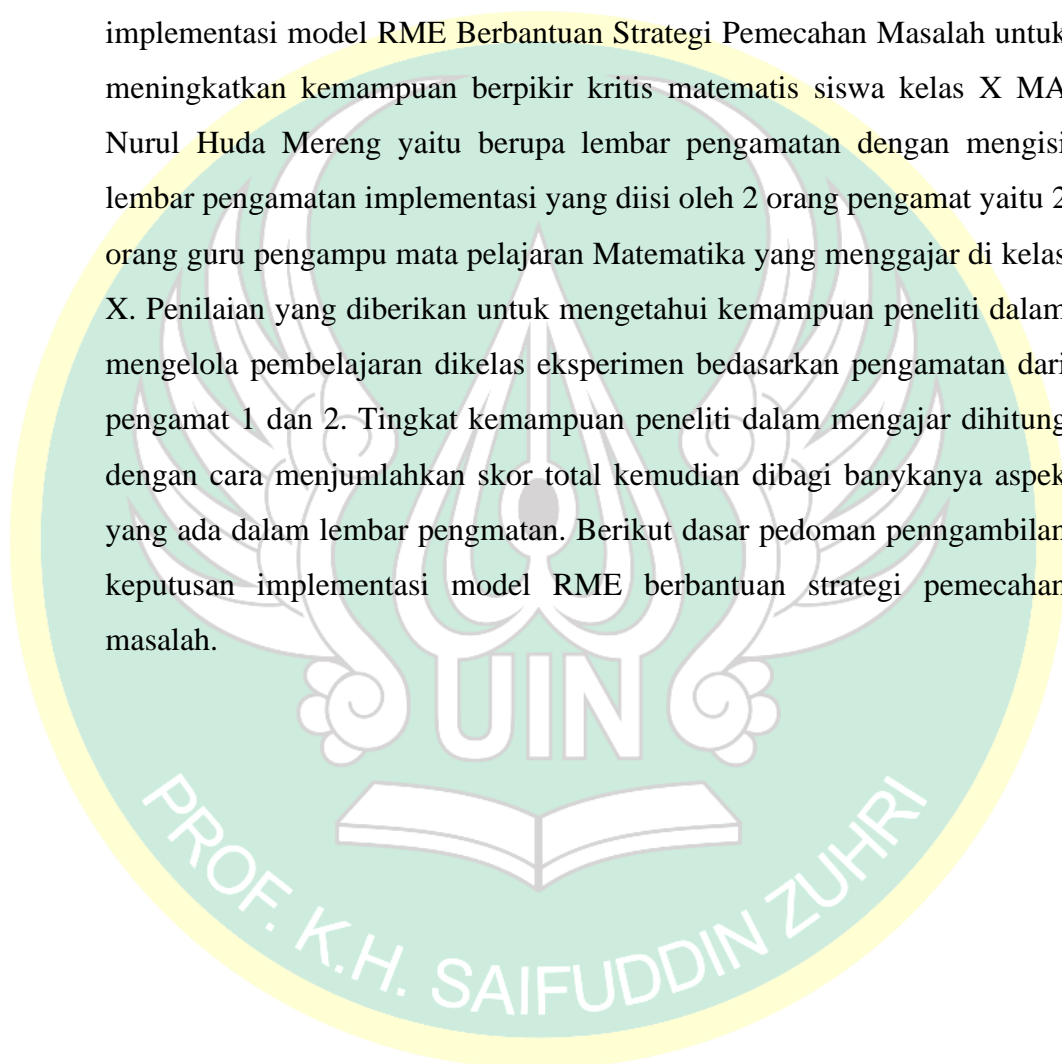 implementasi model RME Berbantuan Strategi Pemecahan Masalah untuk
meningkatkan kemampuan berpikir kritis matematis siswa kelas X MA
Nurul Huda Mereng yaitu berupa lembar pengamatan dengan mengisi
lembar pengamatan implementasi yang diisi oleh 2 orang pengamat yaitu 2
orang guru pengampu mata pelajaran Matematika yang menggajar di kelas
X. Penilaian yang diberikan untuk mengetahui kemampuan peneliti dalam
mengelola pembelajaran dikelas eksperimen bedasarkan pengamatan dari
pengamat 1 dan 2. Tingkat kemampuan peneliti dalam mengajar dihitung
dengan cara menjumlahkan skor total kemudian dibagi banykanya aspek
yang ada dalam lembar pengmatan. Berikut dasar pedoman penngambilan
keputusan implementasi model RME berbantuan strategi pemecahan
masalah.
UIN
PROF. K.H. SAIFUDDIN ZUHRI